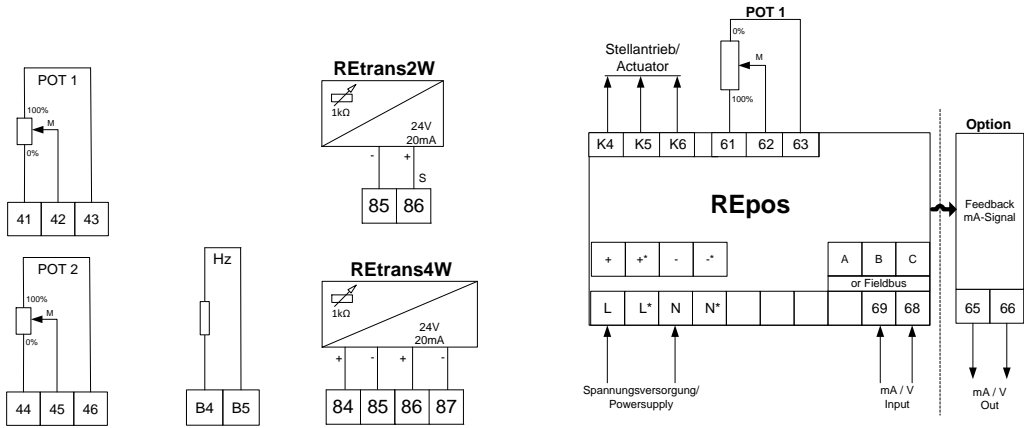 POT 1
100%
M
0%
41 42 43
POT 2
100%
M
0%
44 45 46
Hz
B4 B5
REtrans2W
1kΩ
24V
20mA
- +
S
85 86
REtrans4W
1kΩ
24V
20mA
+ - + -
84 85 86 87
POT 1
0%
M
100%
Stellantrieb/
Actuator
K4 K5 K6 61 62 63
REpos
+ +* - -*
A B C
or Fieldbus
L L* N N* 69 68
Spannungsversorgung/
Powersupply
mA / V
Input
Option
Feedback
mA-Signal
65 66
mA / V
Out